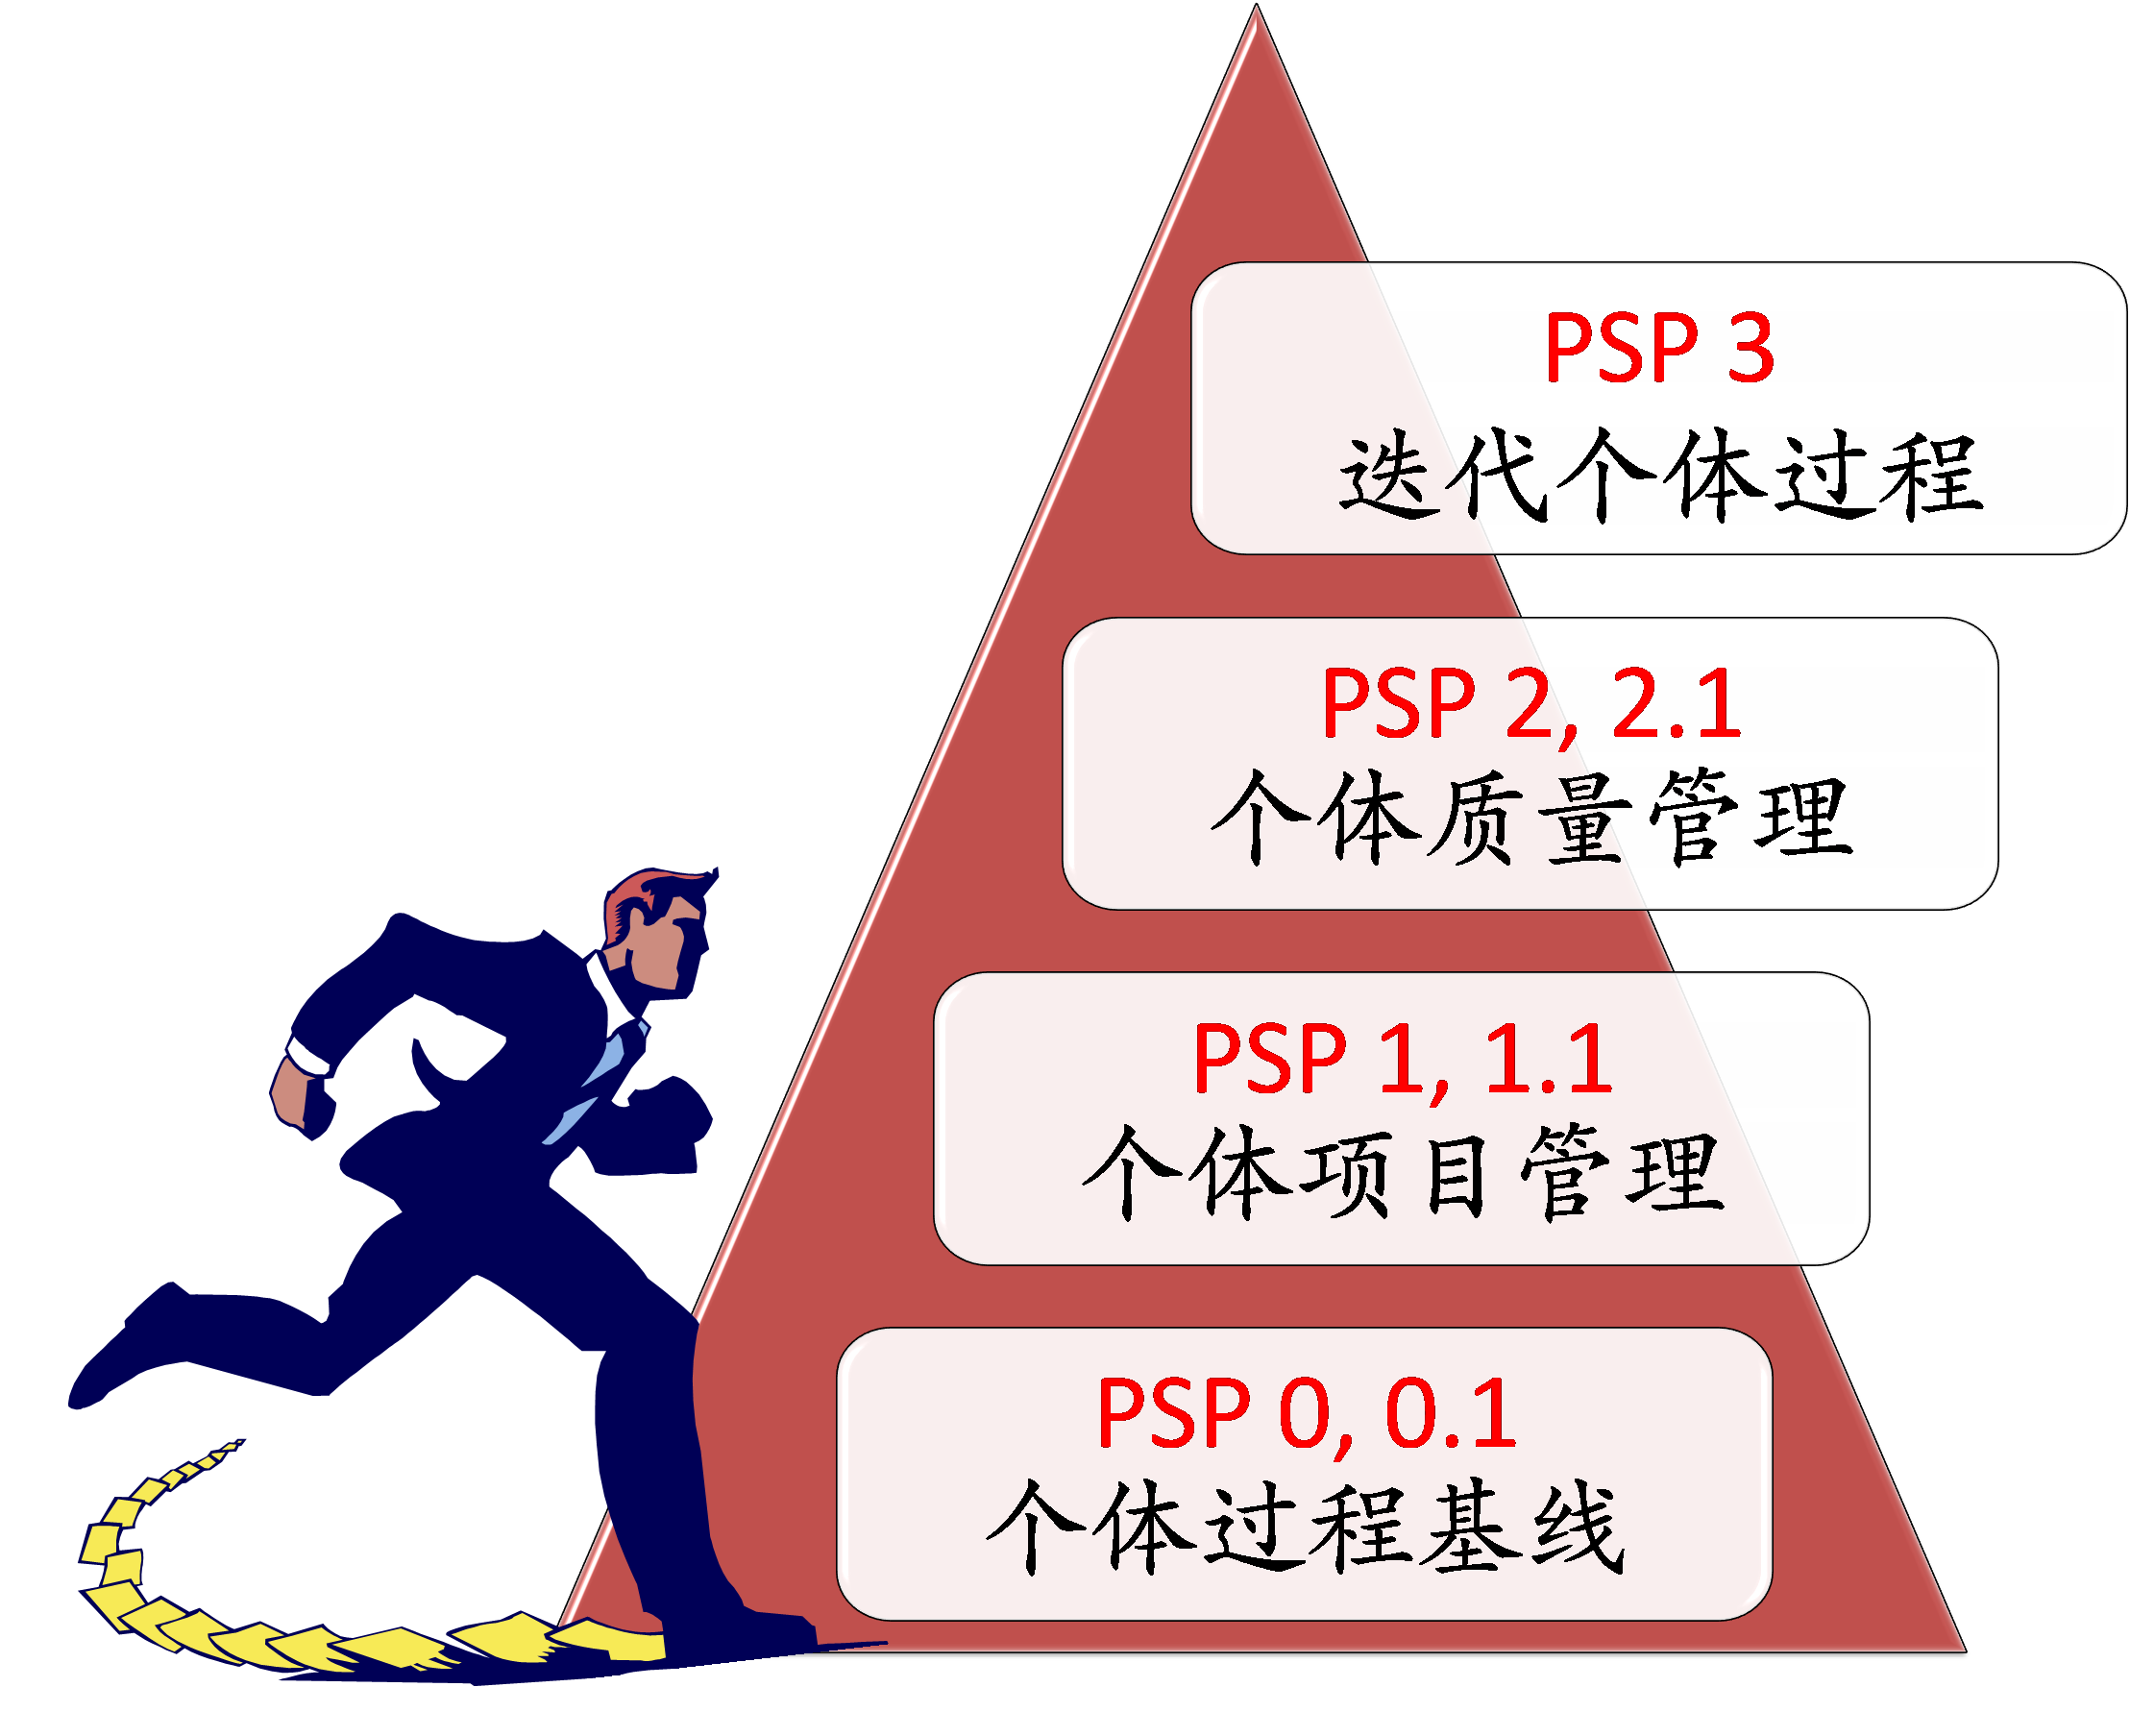 PSP 3
迭代个体过程
PSP 2, 2.1
个体质量管理
PSP 1, 1.1
个体项目管理
PSP 0, 0.1
个体过程基线